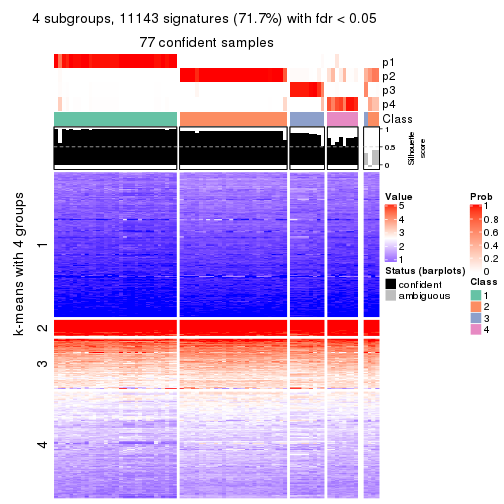 4 subgroups, 11143 signatures (71.7%) with fdr < 0.05
77 confident samples
p1
p2
p3
p4
Class
1
0.5
0
Silhouette
score
k-means with 4 groups
1
2
3
4
Value
5
4
3
2
1
Status (barplots)
confident
ambiguous
Prob
1
0.8
0.6
0.4
0.2
0
Class
1
2
3
4